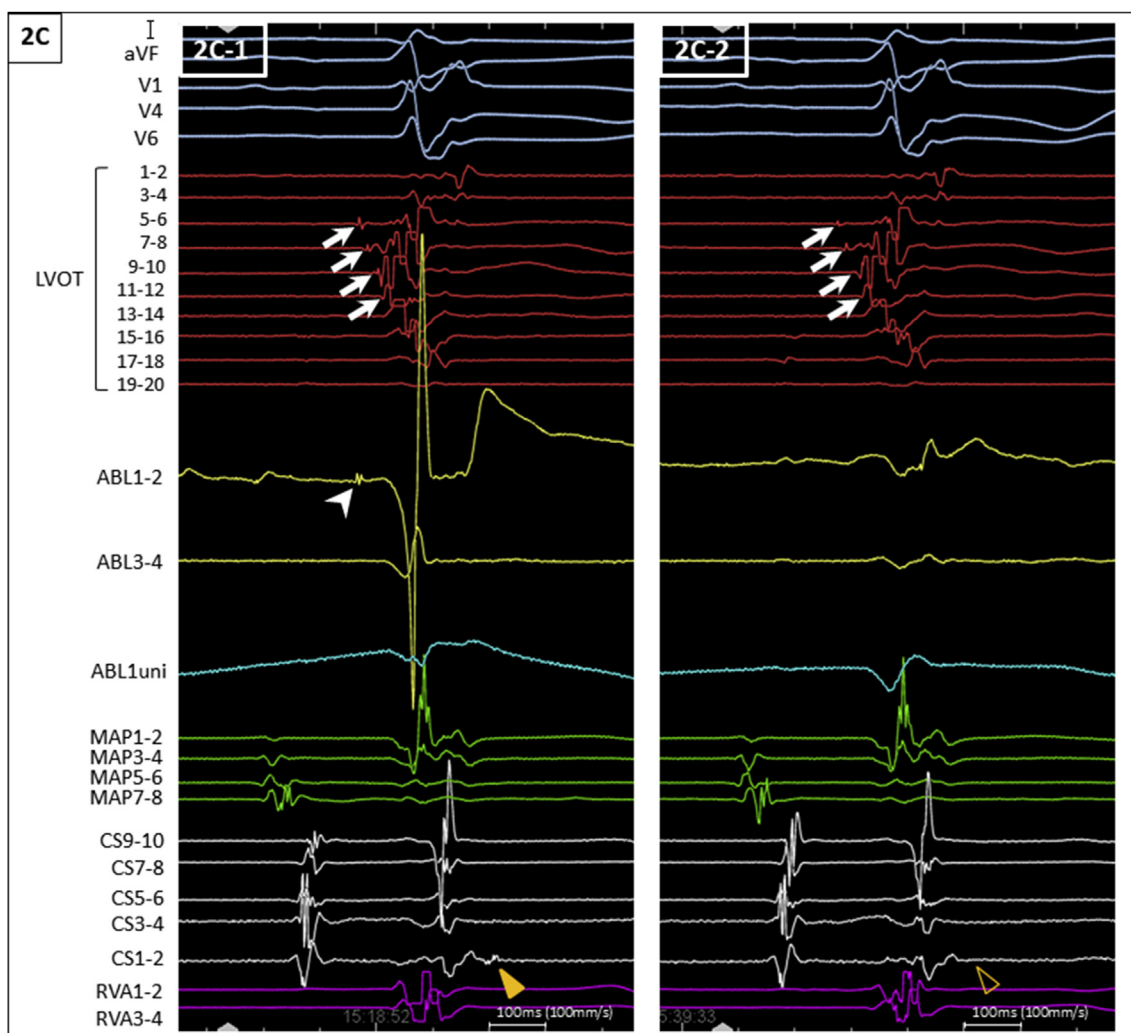 2C
2C-1
2C-2
I
aVF
V1
V4
V6
LVOT
1-2
3-4
5-6
7-8
9-10
11-12
13-14
15-16
17-18
19-20
ABL1-2
ABL3-4
ABL1uni
MAP1-2
MAP3-4
MAP5-6
MAP7-8
CS9-10
CS7-8
CS5-6
CS3-4
CS1-2
RVA1-2
RVA3-4
15:18:52
100ms (100mm/s)
5:39:33
100ms (100mm/s)